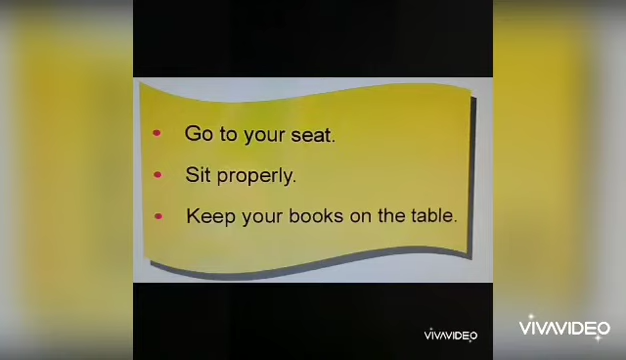 Go to your seat.
Sit properly.
Keep your books on the table.
VIVAVIDEO
VIVAVIDEO